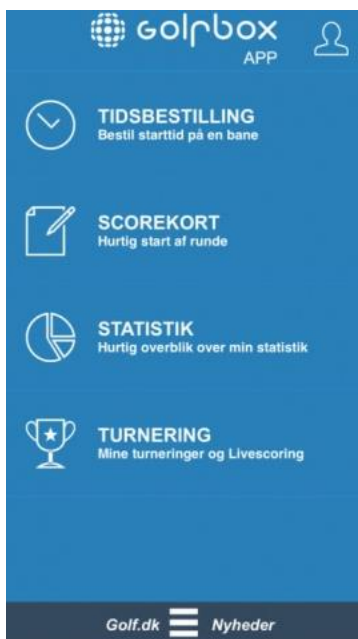 GOLFBOX
APP
TIDSBESTILLING
Bestil starttid på en bane
SCOREKORT
Hurtig start af runde
STATISTIK
Hurtig overblik over min statistik
TURNERING
Mine turneringer og Livescoring
Golf.dk Nyheder